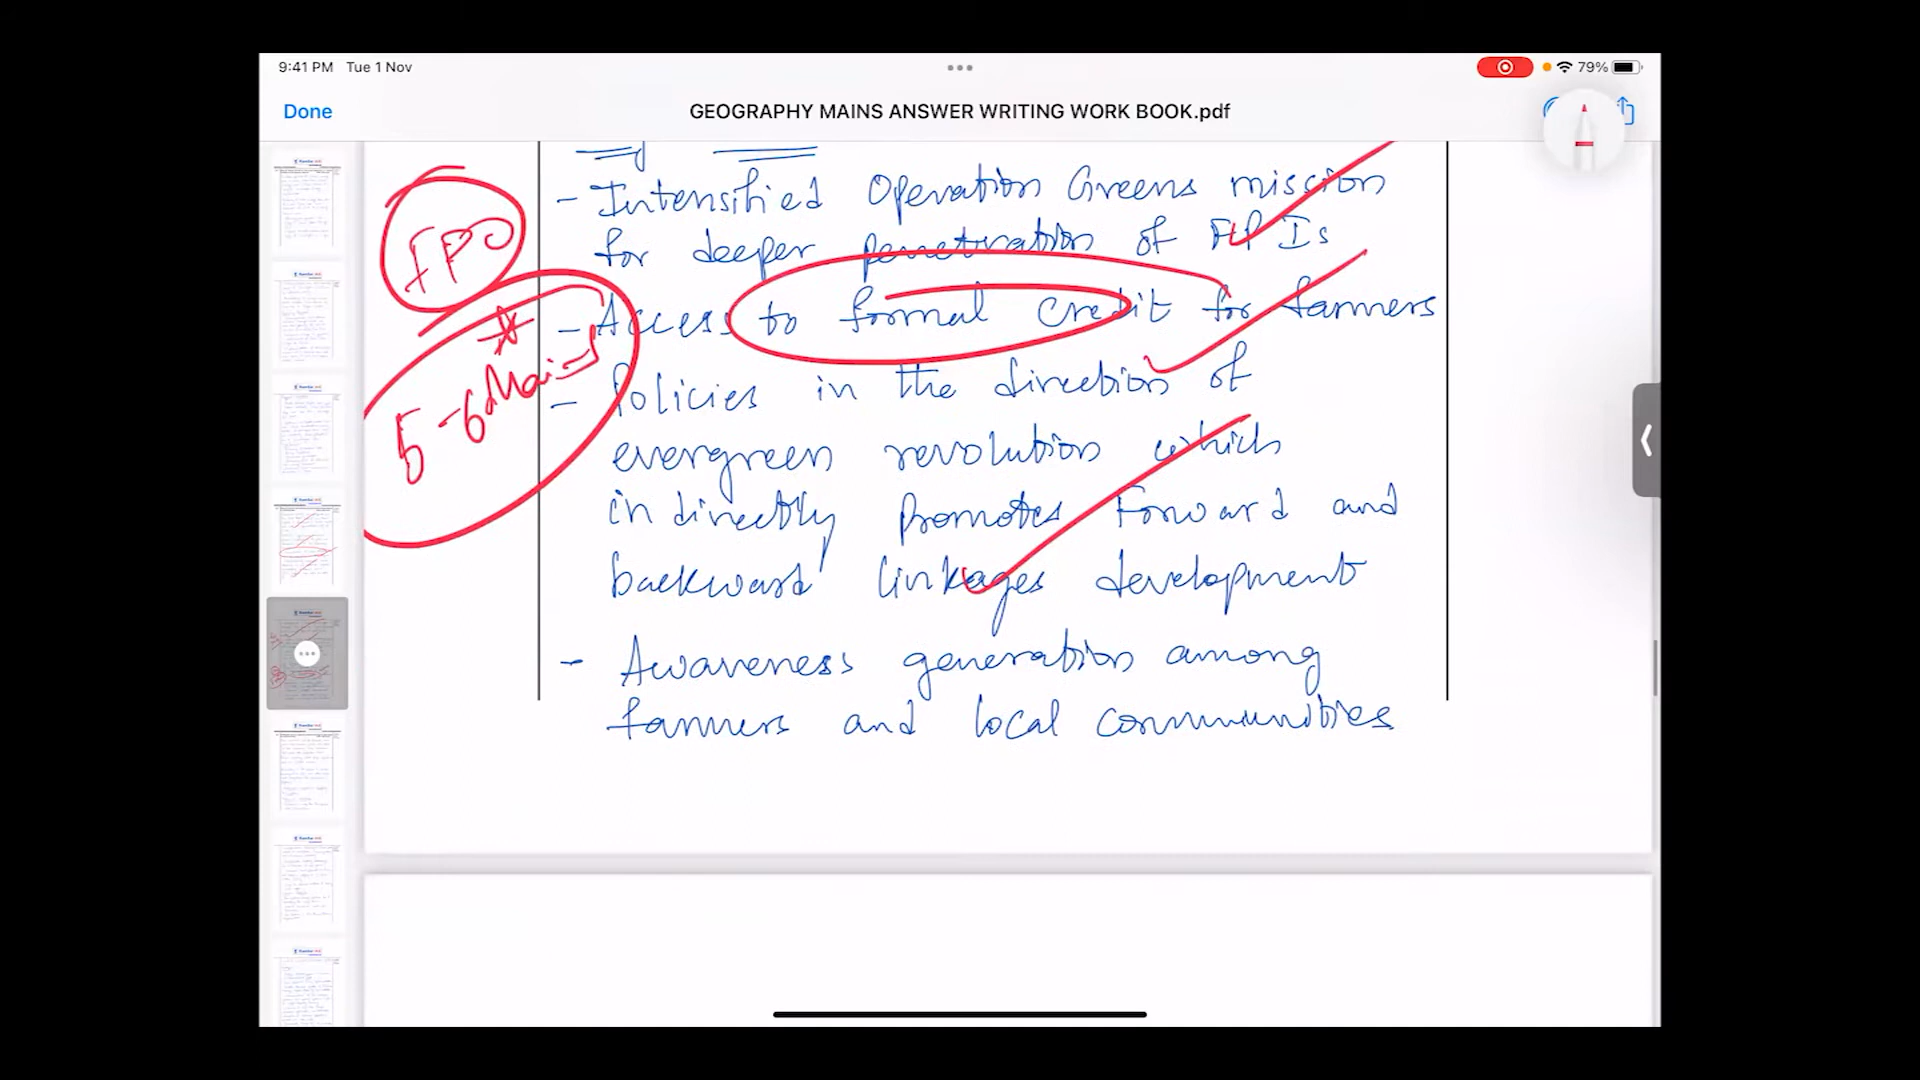 9:41 PM Tue 1 Nov
79%
Done
GEOGRAPHY MAINS ANSWER WRITING WORK BOOK.pdf
- Intensified Operation Greens mission
for deeper penetration of FPIs
- Access to formal credit for farmers
- Policies in the direction of
evergreen revolution which
indirectly promotes forward and
backward linkages development
- Awareness generation among
farmers and local communities
FPO
5-6 Mains